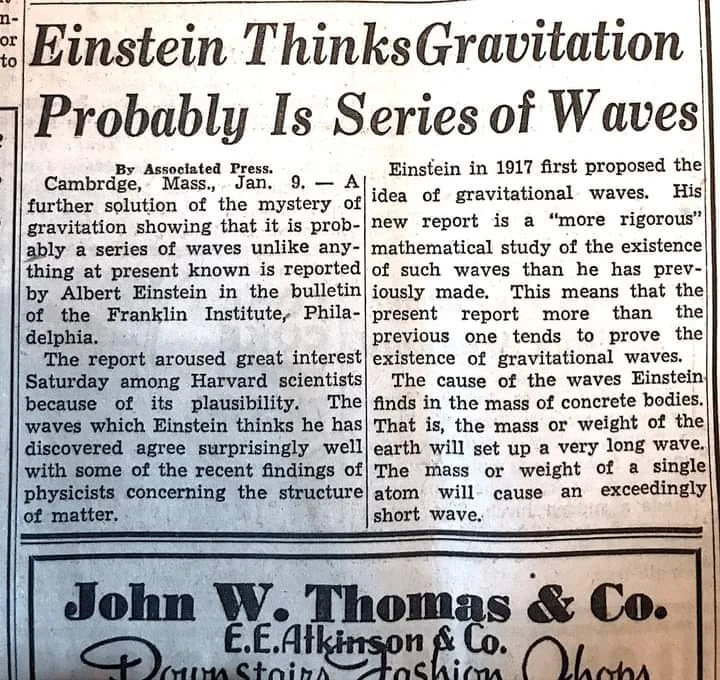 n-
or
to
Einstein Thinks Gravitation
Probably Is Series of Waves
By Associated Press.
Cambrdge, Mass., Jan. 9. — A
further solution of the mystery of
gravitation showing that it is prob-
ably a series of waves unlike any-
thing at present known is reported
by Albert Einstein in the bulletin
of the Franklin Institute, Phila-
delphia.
The report aroused great interest
Saturday among Harvard scientists
because of its plausibility. The
waves which Einstein thinks he has
discovered agree surprisingly well
with some of the recent findings of
physicists concerning the structure
of matter.
Einstein in 1917 first proposed the
idea of gravitational waves. His
new report is a “more rigorous”
mathematical study of the existence
of such waves than he has prev-
iously made. This means that the
present report more than the
previous one tends to prove the
existence of gravitational waves.
The cause of the waves Einstein
finds in the mass of concrete bodies.
That is, the mass or weight of the
earth will set up a very long wave.
The mass or weight of a single
atom will cause an exceedingly
short wave.
John W. Thomas & Co.
E.E.Atkinson & Co.
Downstairs Fashion Shops